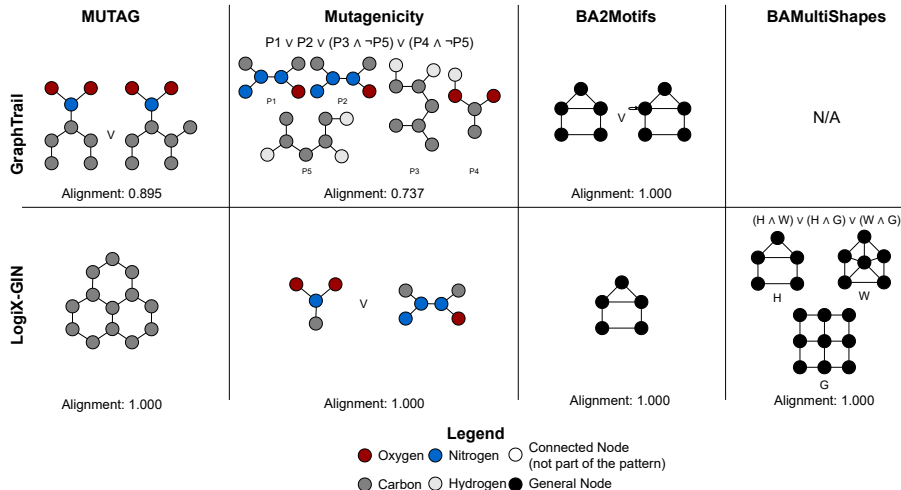 MUTAG
Mutagenicity
BA2Motifs
BAMultiShapes
GraphTrail
V
Alignment: 0.895
P1 ∨ P2 ∨ (P3 ∧ ¬P5) ∨ (P4 ∧ ¬P5)
P1
P2
P5
P3
P4
Alignment: 0.737
V
Alignment: 1.000
N/A
LogiX-GIN
Alignment: 1.000
V
Alignment: 1.000
Alignment: 1.000
(H ∧ W) ∨ (H ∧ G) ∨ (W ∧ G)
H
W
G
Alignment: 1.000
Legend
Oxygen
Nitrogen
Connected Node
(not part of the pattern)
Carbon
Hydrogen
General Node